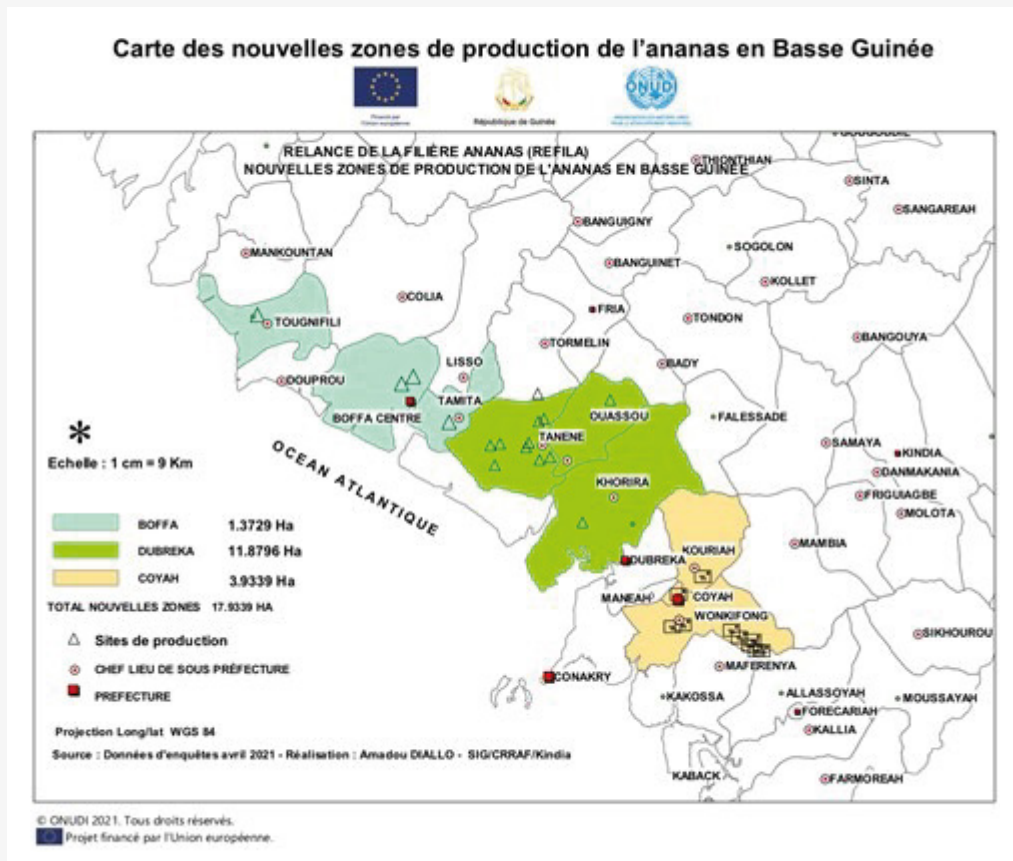 Carte des nouvelles zones de production de l'ananas en Basse Guinée
Financé par
l'Union européenne
République de Guinée
ONUDI
RELANCE DE LA FILIÈRE ANANAS (REFILA)
NOUVELLES ZONES DE PRODUCTION DE L'ANANAS EN BASSE GUINÉE
THIONTHIAN
SINTA
SANGAREAH
BANGUIGNY
SOGOLON
MANKOUNTAN
BANGUINET
KOLLET
COLIA
FRIA
TONDON
TOUGNIFILI
BANGOUYA
TORMELIN
LISSO
BADY
DOUPROU
TAMITA
BOFFA CENTRE
OUASSOU
FALESSADE
TANENE
SAMAYA
KINDIA
Echelle : 1 cm = 9 Km
OCEAN ATLANTIQUE
DANMAKANIA
KHORIRA
FRIGUIAGBE
MOLOTA
BOFFA 1.3729 Ha
DUBREKA 11.8796 Ha
COYAH 3.9339 Ha
TOTAL NOUVELLES ZONES 17.9339 HA
MAMBIA
KOURIAH
DUBREKA
MANEAH
COYAH
WONKIFONG
SIKHOUROU
Sites de production
CHEF LIEU DE SOUS PRÉFECTURE
PREFECTURE
MAFERENYA
CONAKRY
KAKOSSA
ALLASSOYAH
MOUSSAYAH
FORECARIAH
KALLIA
Projection Long/lat WGS 84
Source : Données d'enquêtes avril 2021 - Réalisation : Amadou DIALLO - SIG/CRRAF/Kindia
KABACK
FARMOREAH
© ONUDI 2021. Tous droits réservés.
Projet financé par l'Union européenne.